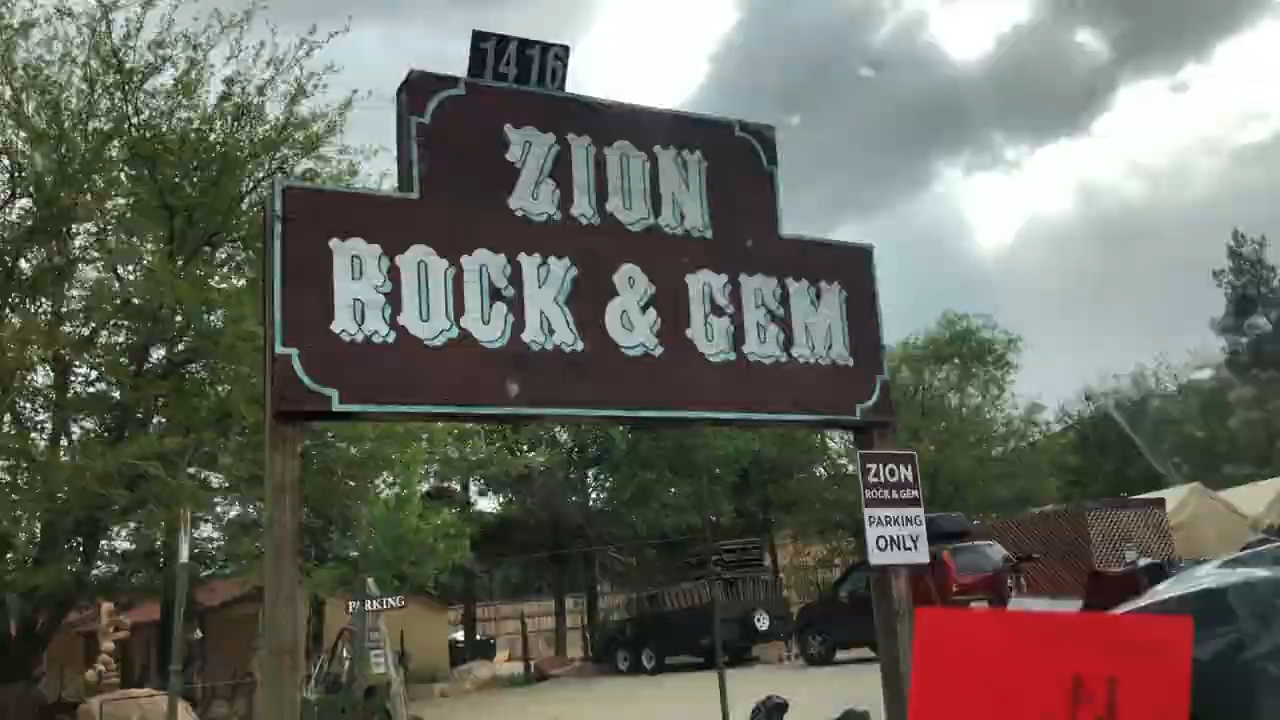 1416
ZION
ROCK & GEM
ZION
ROCK & GEM
PARKING
ONLY
PARKING